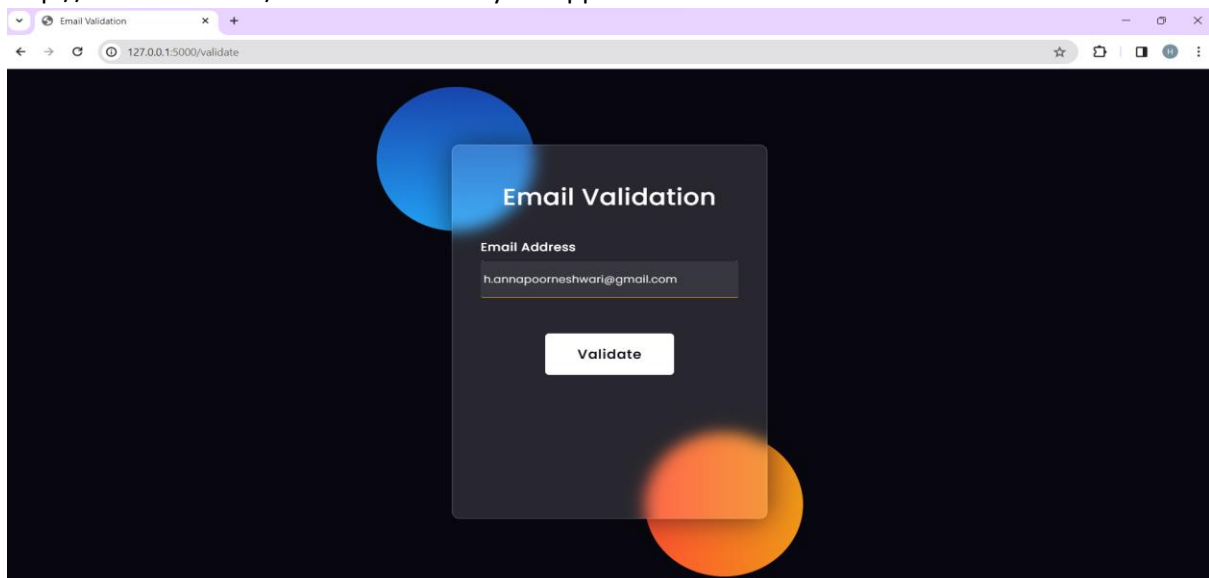 Email Validation
127.0.0.1:5000/validate
H
Email Validation
Email Address
h.annapoorneshwari@gmail.com
Validate